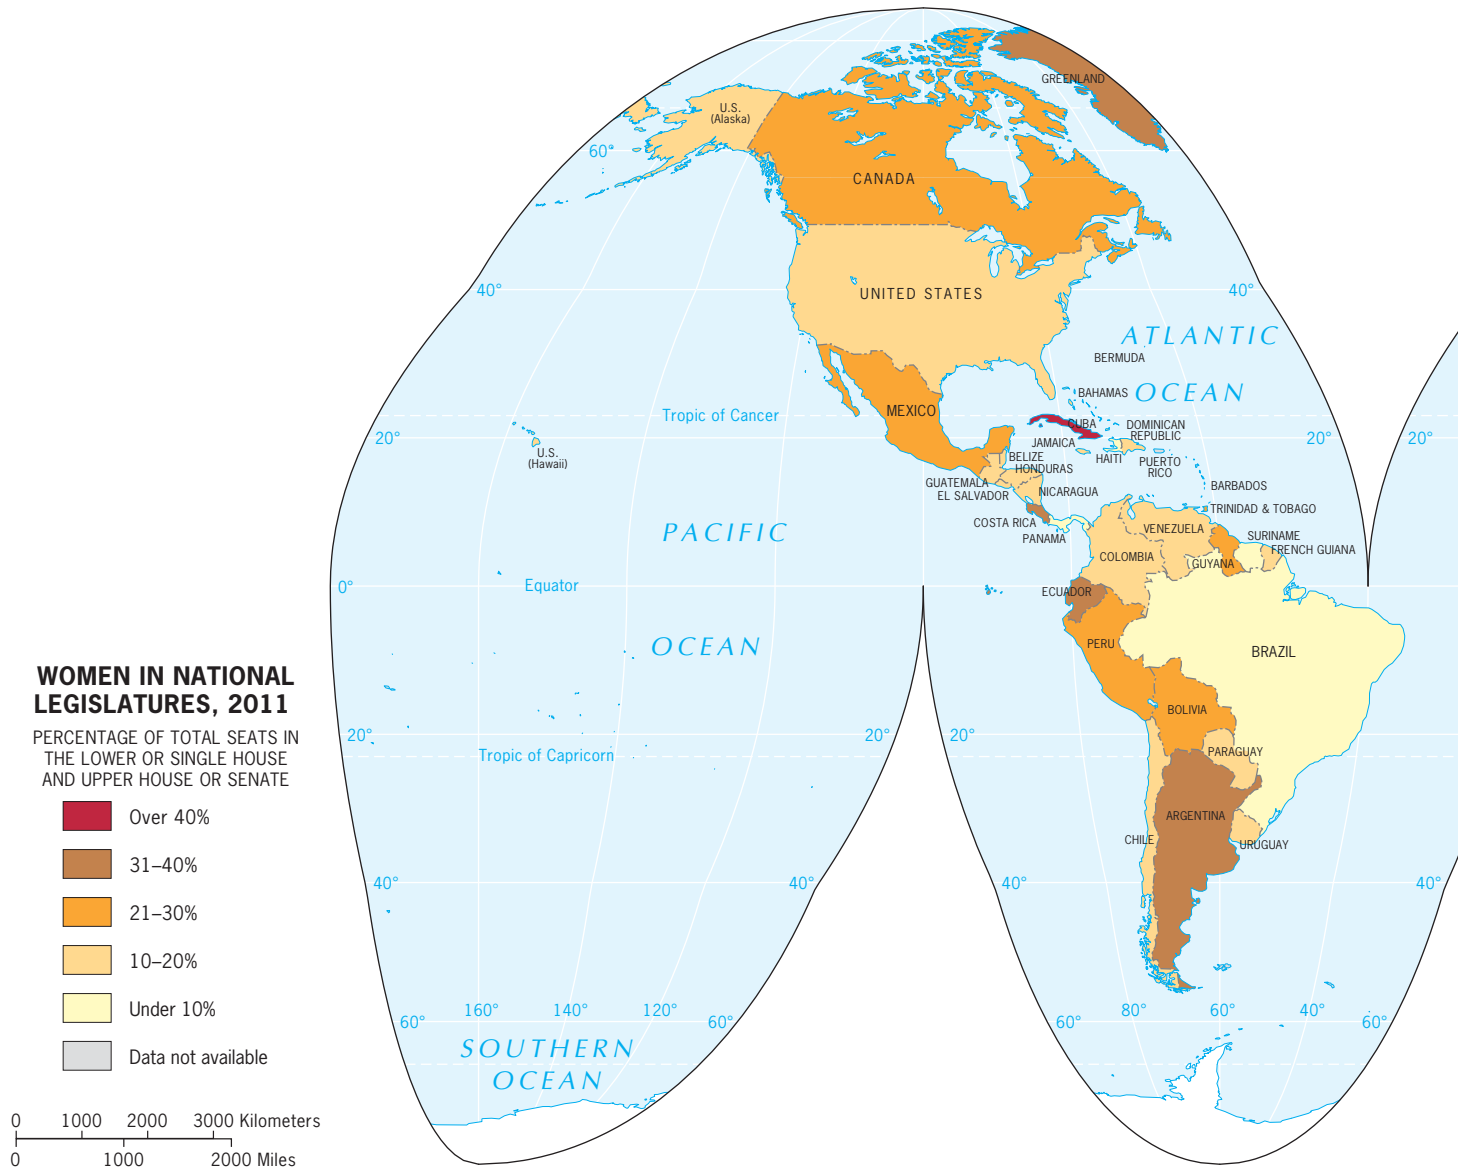 GREENLAND
U.S.
(Alaska)
60°
CANADA
40°
UNITED STATES
40°
ATLANTIC
BERMUDA
OCEAN
BAHAMAS
Tropic of Cancer
MEXICO
CUBA
DOMINICAN
REPUBLIC
20°
20°
20°
JAMAICA
U.S.
(Hawaii)
BELIZE
HAITI
PUERTO
RICO
HONDURAS
GUATEMALA
EL SALVADOR
NICARAGUA
BARBADOS
TRINIDAD & TOBAGO
COSTA RICA
PANAMA
PACIFIC
VENEZUELA
SURINAME
FRENCH GUIANA
COLOMBIA
GUYANA
0°
Equator
ECUADOR
OCEAN
PERU
BRAZIL
BOLIVIA
20°
20°
20°
Tropic of Capricorn
PARAGUAY
ARGENTINA
CHILE
URUGUAY
40°
40°
40°
40°
60°
160°
140°
120°
60°
60°
80°
60°
40°
60°
SOUTHERN
OCEAN
WOMEN IN NATIONAL
LEGISLATURES, 2011
PERCENTAGE OF TOTAL SEATS IN
THE LOWER OR SINGLE HOUSE
AND UPPER HOUSE OR SENATE
Over 40%
31–40%
21–30%
10–20%
Under 10%
Data not available
0 1000 2000 3000 Kilometers
0 1000 2000 Miles